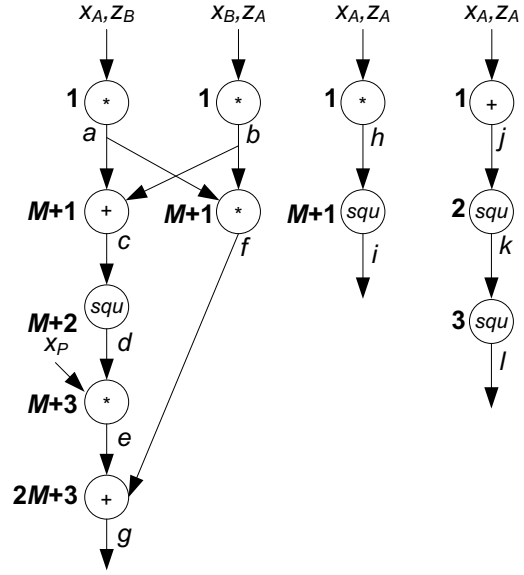 x_A,z_B x_B,z_A x_A,z_A x_A,z_A
1 * 1 * 1 * 1 +
a b h j
M+1 + M+1 * M+1 squ 2 squ
c f i k
M+2 squ 3 squ
d l
x_P
M+3 *
e
2M+3 +
g